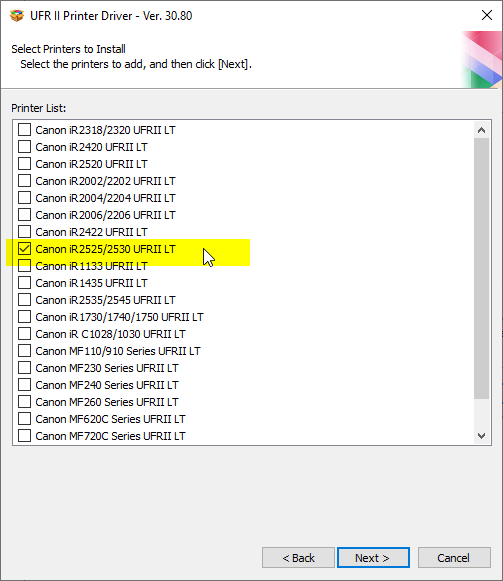 UFR II Printer Driver - Ver. 30.80
Select Printers to Install
Select the printers to add, and then click [Next].
Printer List:
Canon iR2318/2320 UFRII LT
Canon iR2420 UFRII LT
Canon iR2520 UFRII LT
Canon iR2002/2202 UFRII LT
Canon iR2004/2204 UFRII LT
Canon iR2006/2206 UFRII LT
Canon iR2422 UFRII LT
Canon iR2525/2530 UFRII LT
Canon iR1133 UFRII LT
Canon iR1435 UFRII LT
Canon iR2535/2545 UFRII LT
Canon iR1730/1740/1750 UFRII LT
Canon iR C1028/1030 UFRII LT
Canon MF110/910 Series UFRII LT
Canon MF230 Series UFRII LT
Canon MF240 Series UFRII LT
Canon MF260 Series UFRII LT
Canon MF620C Series UFRII LT
Canon MF720C Series UFRII LT
< Back Next > Cancel